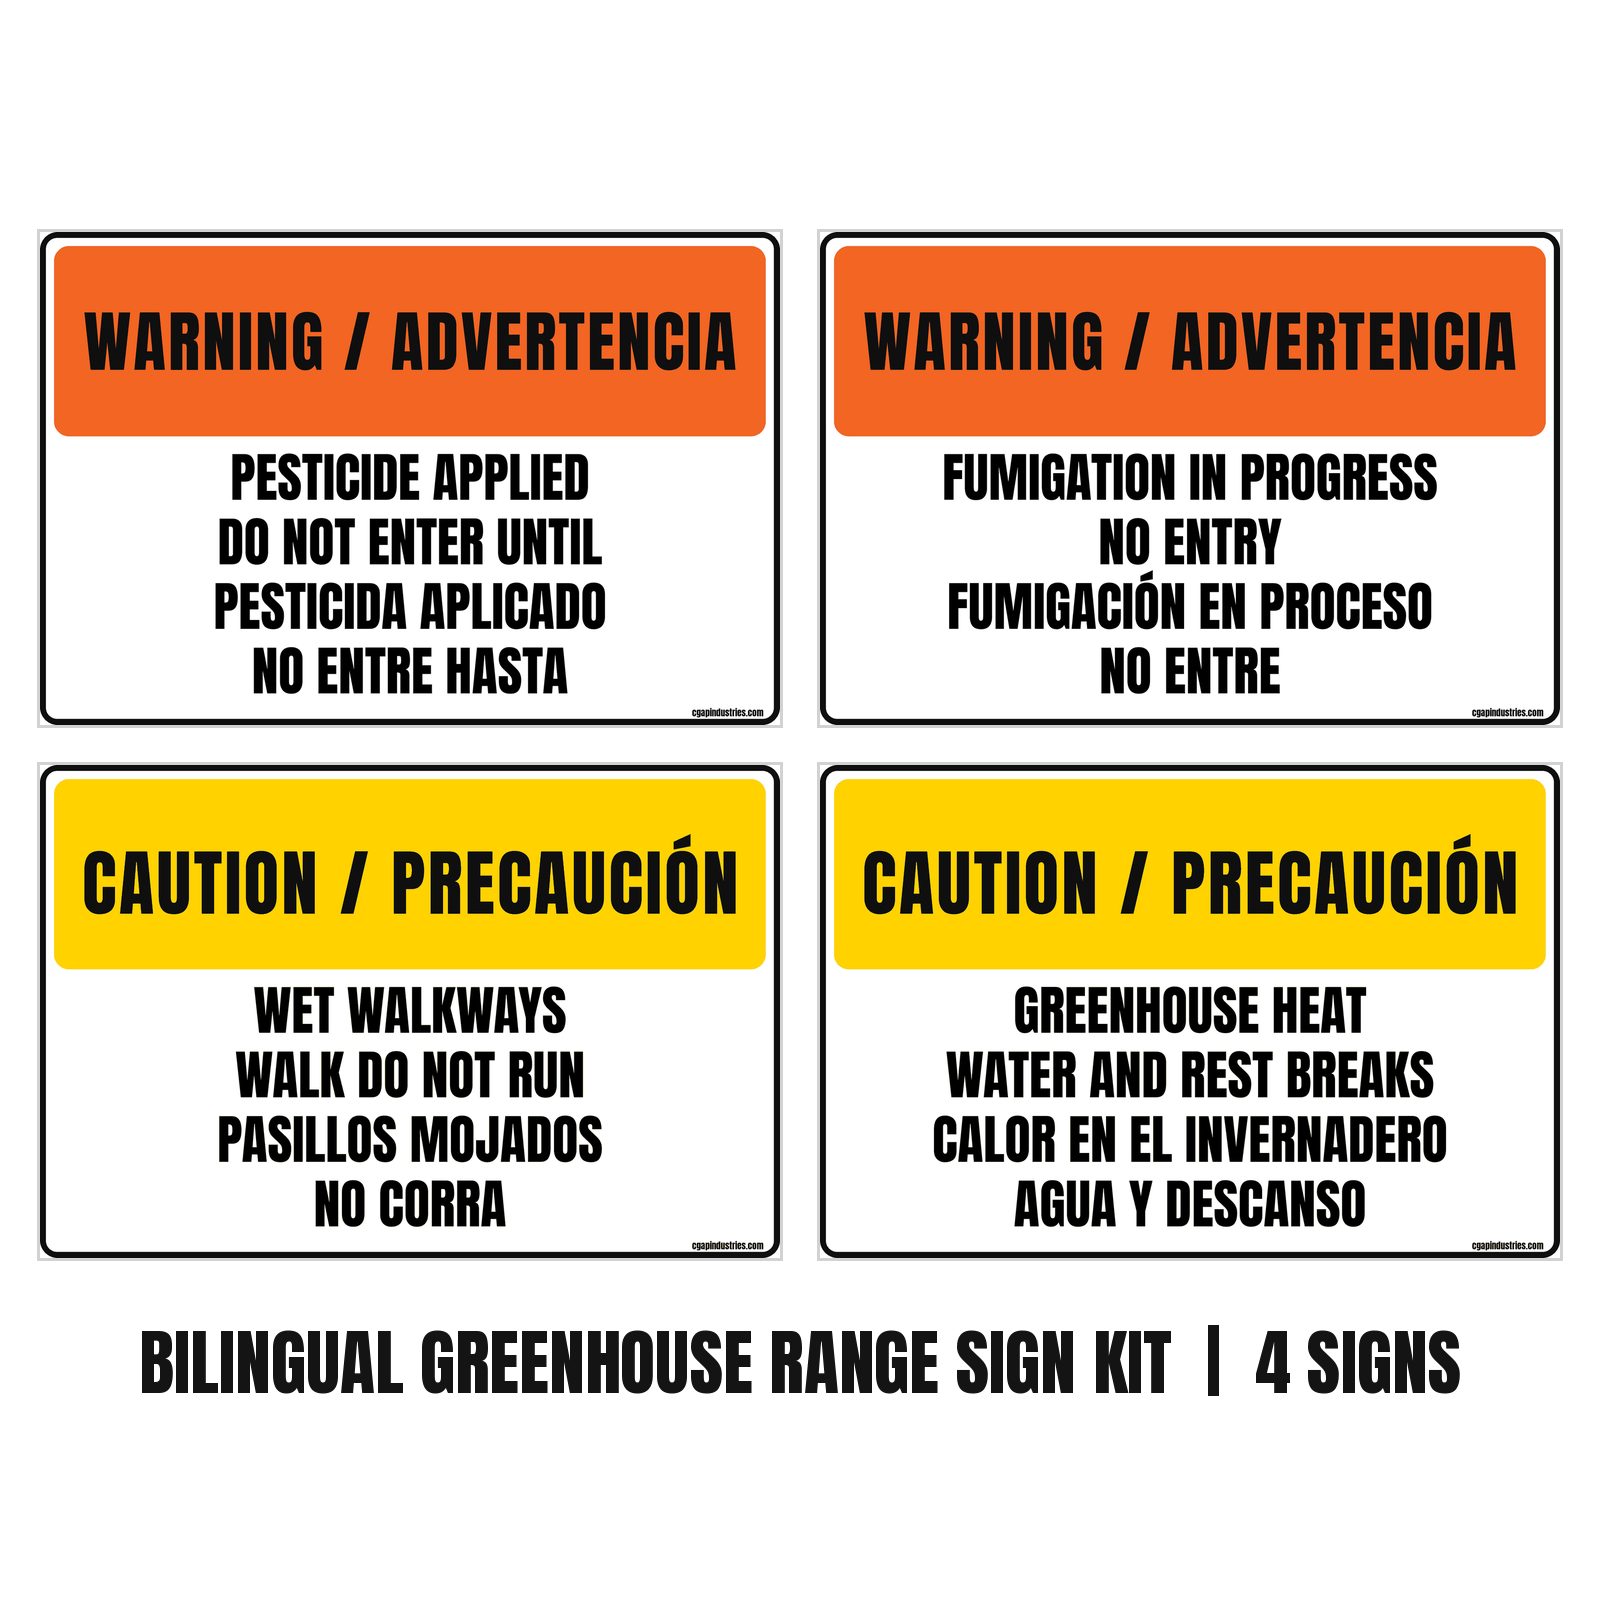 WARNING / ADVERTENCIA
PESTICIDE APPLIED
DO NOT ENTER UNTIL
PESTICIDA APLICADO
NO ENTRE HASTA
cgapindustries.com
WARNING / ADVERTENCIA
FUMIGATION IN PROGRESS
NO ENTRY
FUMIGACIÓN EN PROCESO
NO ENTRE
cgapindustries.com
CAUTION / PRECAUCIÓN
WET WALKWAYS
WALK DO NOT RUN
PASILLOS MOJADOS
NO CORRA
cgapindustries.com
CAUTION / PRECAUCIÓN
GREENHOUSE HEAT
WATER AND REST BREAKS
CALOR EN EL INVERNADERO
AGUA Y DESCANSO
cgapindustries.com
BILINGUAL GREENHOUSE RANGE SIGN KIT | 4 SIGNS